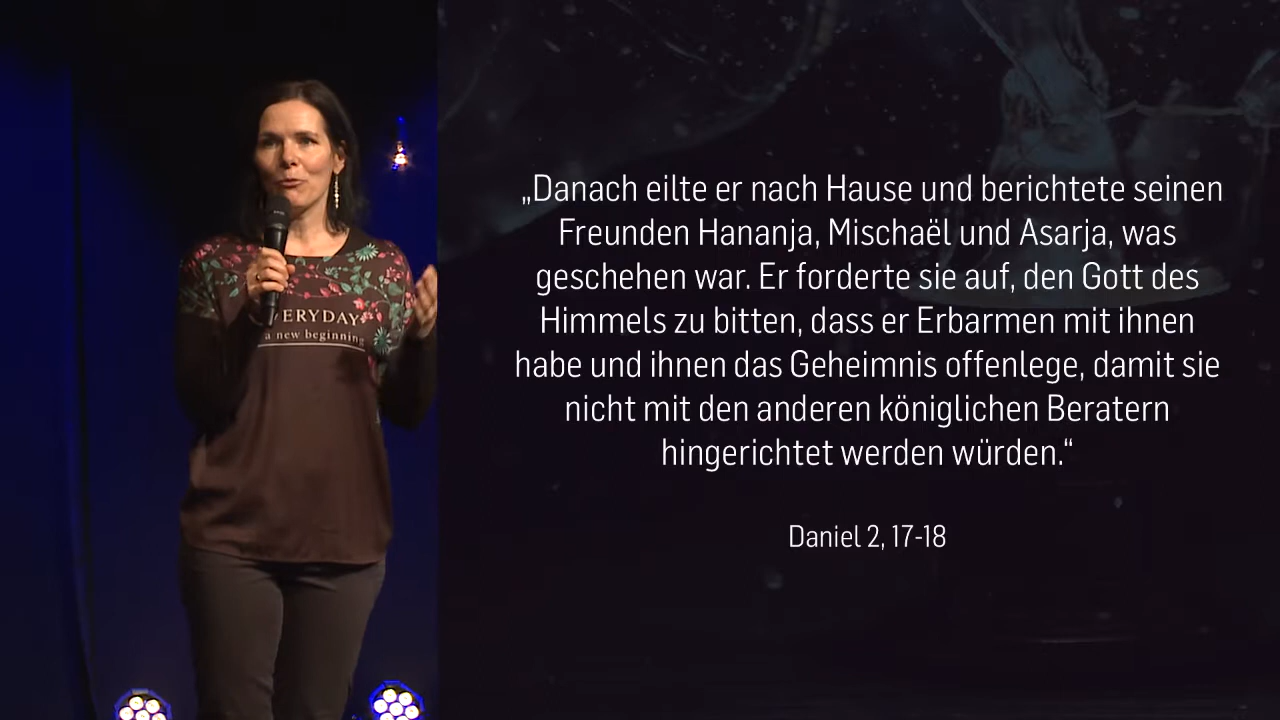 VERYDAY
a new beginning
„Danach eilte er nach Hause und berichtete seinen
Freunden Hananja, Mischaël und Asarja, was
geschehen war. Er forderte sie auf, den Gott des
Himmels zu bitten, dass er Erbarmen mit ihnen
habe und ihnen das Geheimnis offenlege, damit sie
nicht mit den anderen königlichen Beratern
hingerichtet werden würden.“
Daniel 2, 17-18